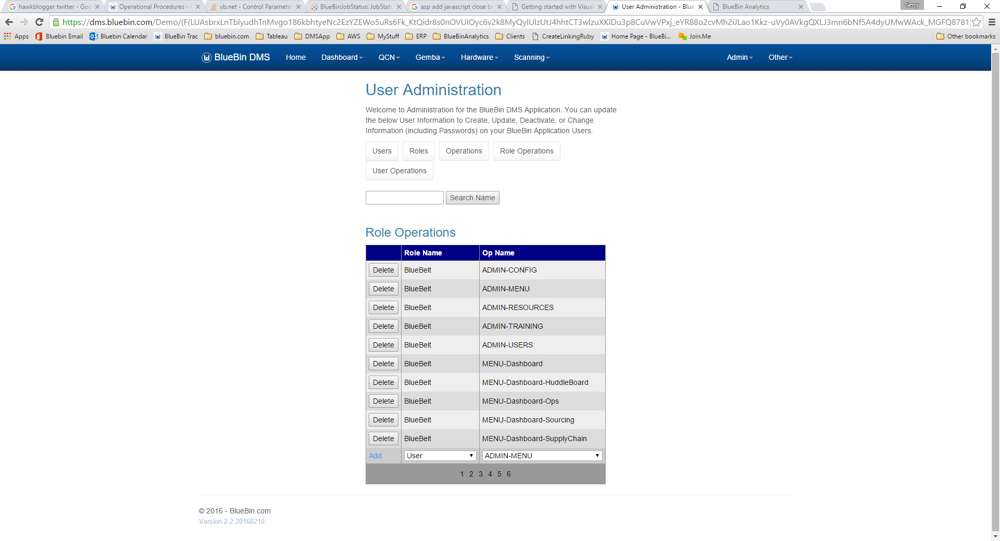 hawkblogger twitter - Goo
Operational Procedures -
vb.net - Control Parameter
BlueBinJobStatus: JobStatu
asp add javascript close br
Getting started with Visual
User Administration - Blue
BlueBin Analytics
Gerry
https://dms.bluebin.com/Demo/(F(LUAsbrxLnTblyudhTnMvgo186kbhtyeNc2EzYZEWo5uRs6Fk_KtQidr8s0nOVUIOyc6v2k8MyQyIUlzUtJ4hhtCT3wlzuXKlDu3p8CuVwVPxj_eYR88o2cvMh2iJLao1Kkz-uVy0AVkgQXLJ3mn6bNf5A4dyUMwWAck_MGFQ8781)
Apps Bluebin Email Bluebin Calendar BlueBin Trac bluebin.com Tableau DMSApp AWS MyStuff ERP BlueBinAnalytics Clients CreateLinkingRuby Home Page - BlueBi... Join.Me Other bookmarks
BlueBin DMS Home Dashboard QCN Gemba Hardware Scanning Admin Other
User Administration
Welcome to Administration for the BlueBin DMS Application. You can update
the below User Information to Create, Update, Deactivate, or Change
Information (including Passwords) on your BlueBin Application Users.
Users Roles Operations Role Operations
User Operations
Search Name
Role Operations
Role Name Op Name
Delete BlueBelt ADMIN-CONFIG
Delete BlueBelt ADMIN-MENU
Delete BlueBelt ADMIN-RESOURCES
Delete BlueBelt ADMIN-TRAINING
Delete BlueBelt ADMIN-USERS
Delete BlueBelt MENU-Dashboard
Delete BlueBelt MENU-Dashboard-HuddleBoard
Delete BlueBelt MENU-Dashboard-Ops
Delete BlueBelt MENU-Dashboard-Sourcing
Delete BlueBelt MENU-Dashboard-SupplyChain
Add User ADMIN-MENU
1 2 3 4 5 6
© 2016 - BlueBin.com
Version 2.2.20160210